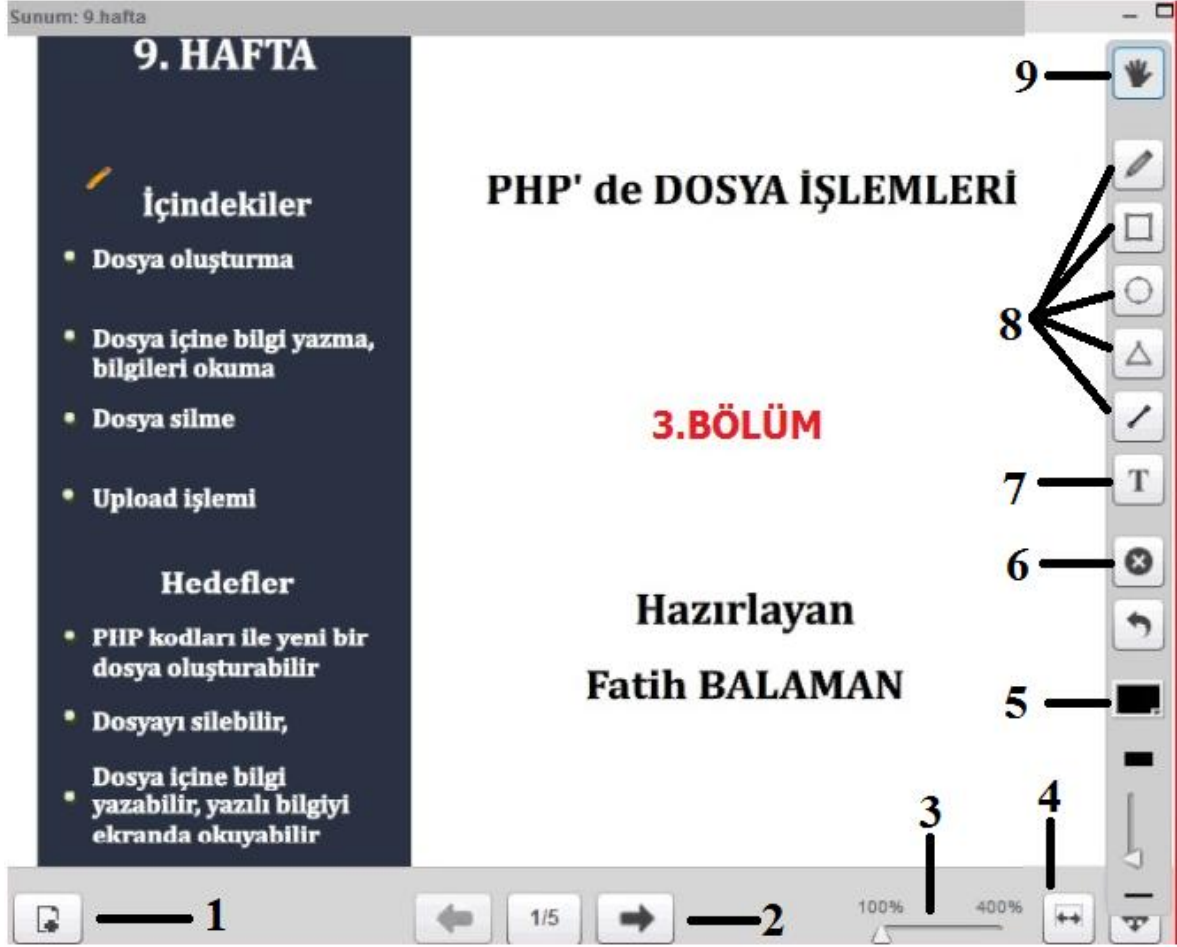 Sunum: 9.hafta
9. HAFTA
İçindekiler
Dosya oluşturma
Dosya içine bilgi yazma,
bilgileri okuma
Dosya silme
Upload işlemi
Hedefler
PHP kodları ile yeni bir
dosya oluşturabilir
Dosyayı silebilir,
Dosya içine bilgi
yazabilir, yazılı bilgiyi
ekranda okuyabilir
PHP' de DOSYA İŞLEMLERİ
3.BÖLÜM
Hazırlayan
Fatih BALAMAN
9
8
7
T
6
5
4
3
1
1/5
2
100%
400%